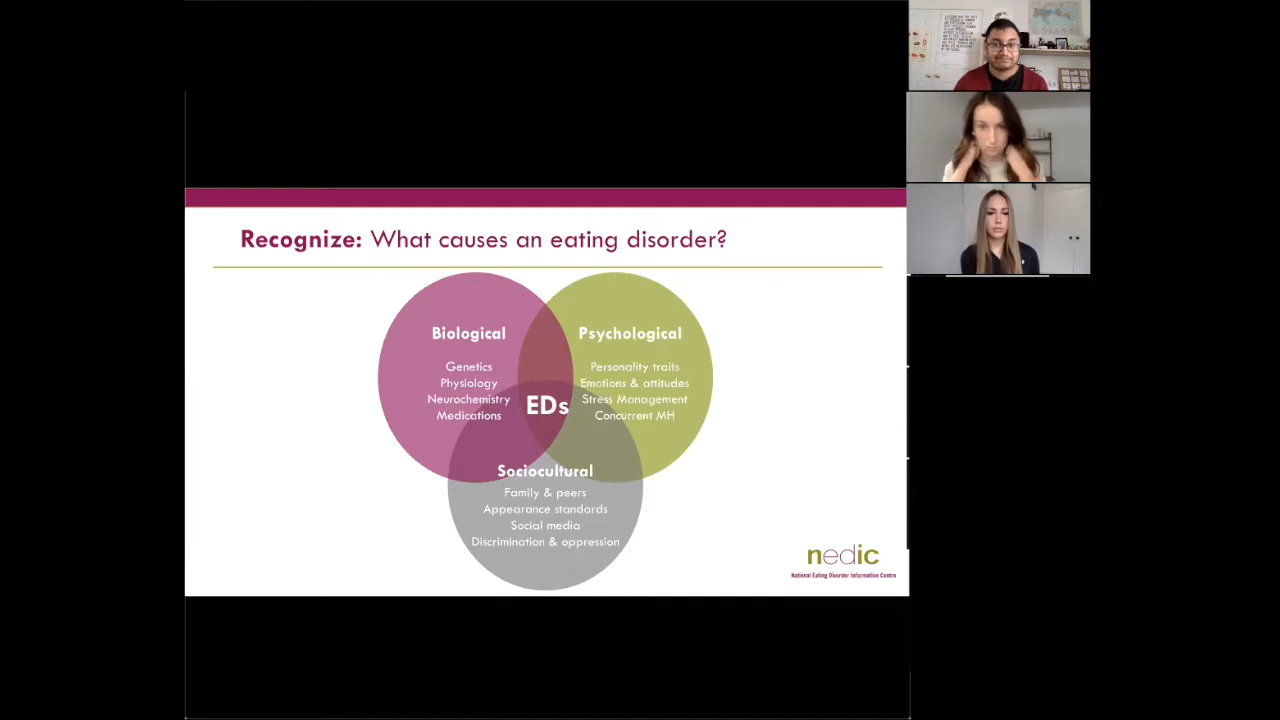 Recognize: What causes an eating disorder?
Biological
Genetics
Physiology
Neurochemistry
Medications
Psychological
Personality traits
Emotions & attitudes
Stress Management
Concurrent MH
EDs
Sociocultural
Family & peers
Appearance standards
Social media
Discrimination & oppression
nedic
National Eating Disorder Information Centre